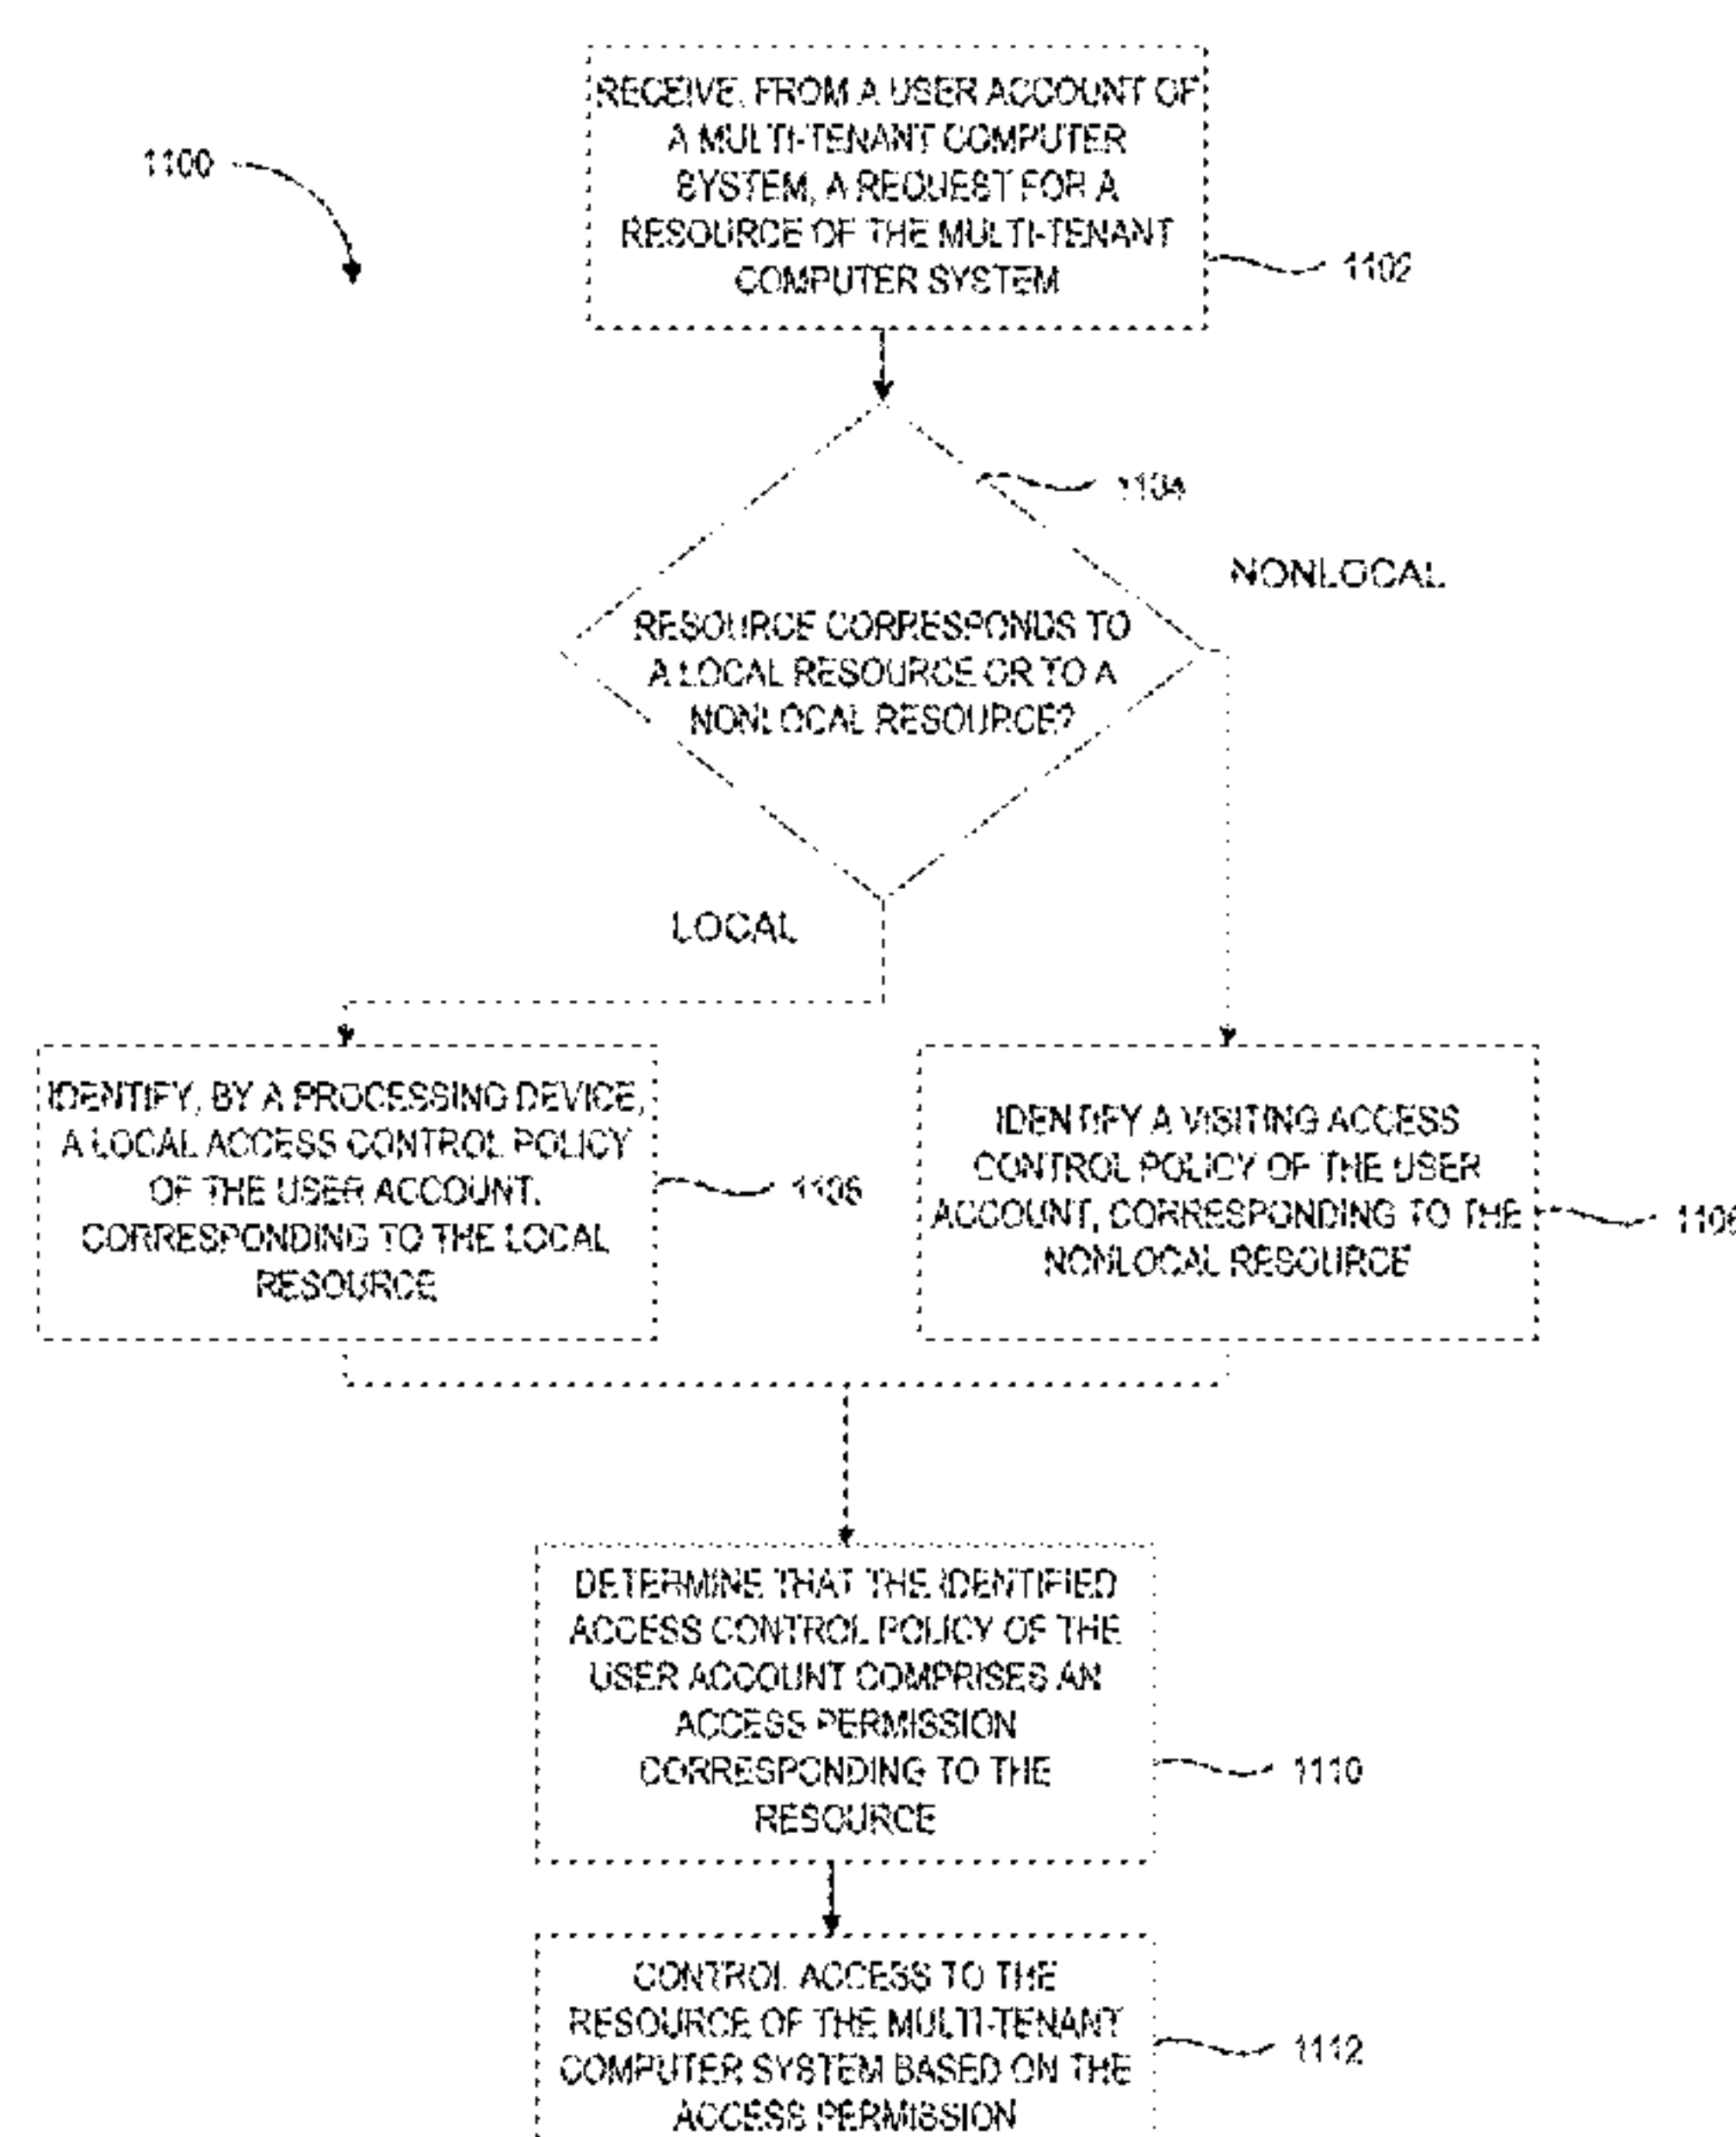 1100
RECEIVE, FROM A USER ACCOUNT OF
A MULTI-TENANT COMPUTER
SYSTEM, A REQUEST FOR A
RESOURCE OF THE MULTI-TENANT
COMPUTER SYSTEM
1102
1104
NONLOCAL
RESOURCE CORRESPONDS TO
A LOCAL RESOURCE OR TO A
NONLOCAL RESOURCE?
LOCAL
IDENTIFY, BY A PROCESSING DEVICE,
A LOCAL ACCESS CONTROL POLICY
OF THE USER ACCOUNT,
CORRESPONDING TO THE LOCAL
RESOURCE
1106
IDENTIFY A VISITING ACCESS
CONTROL POLICY OF THE USER
ACCOUNT, CORRESPONDING TO THE
NONLOCAL RESOURCE
DETERMINE THAT THE IDENTIFIED
ACCESS CONTROL POLICY OF THE
USER ACCOUNT COMPRISES AN
ACCESS PERMISSION
CORRESPONDING TO THE
RESOURCE
1110
CONTROL ACCESS TO THE
RESOURCE OF THE MULTI-TENANT
COMPUTER SYSTEM BASED ON THE
ACCESS PERMISSION
1112